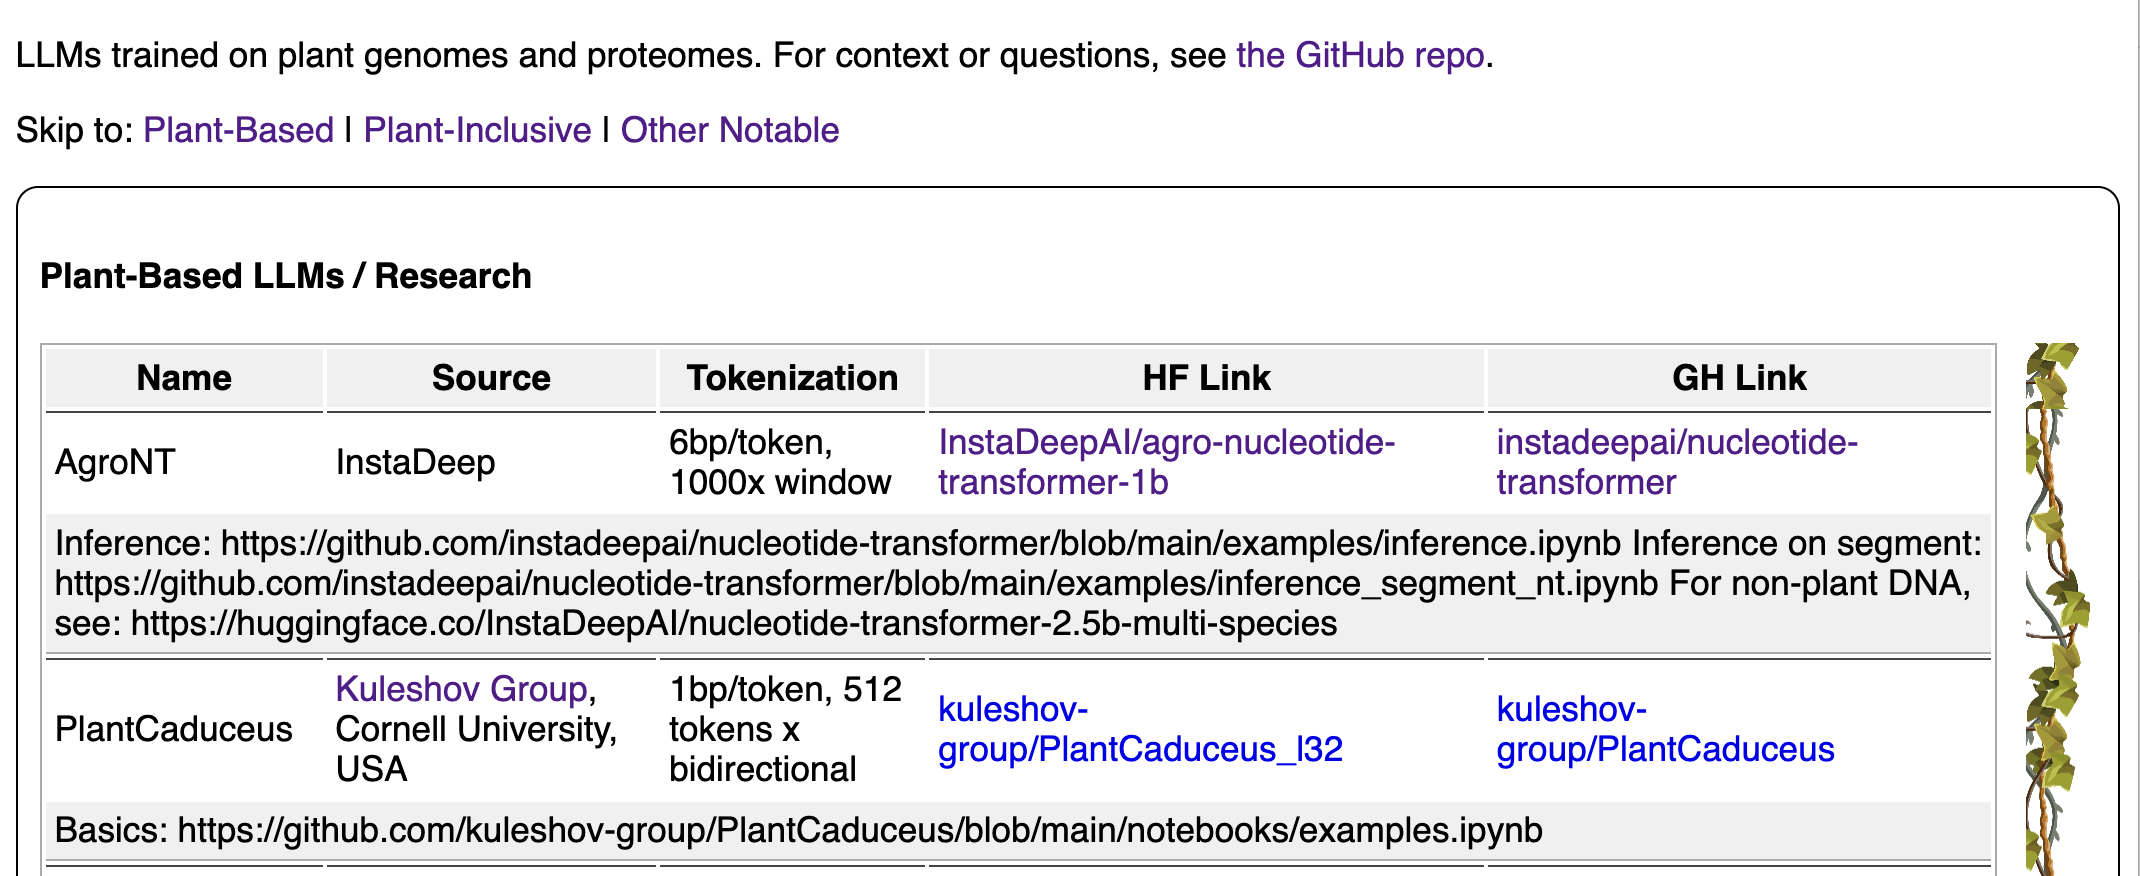 LLMs trained on plant genomes and proteomes. For context or questions, see the GitHub repo.
Skip to: Plant-Based | Plant-Inclusive | Other Notable
Plant-Based LLMs / Research
Name Source Tokenization HF Link GH Link
AgroNT
InstaDeep
6bp/token,
1000x window
InstaDeepAI/agro-nucleotide-
transformer-1b
instadeepai/nucleotide-
transformer
Inference: https://github.com/instadeepai/nucleotide-transformer/blob/main/examples/inference.ipynb Inference on segment:
https://github.com/instadeepai/nucleotide-transformer/blob/main/examples/inference_segment_nt.ipynb For non-plant DNA,
see: https://huggingface.co/InstaDeepAI/nucleotide-transformer-2.5b-multi-species
PlantCaduceus
Kuleshov Group,
Cornell University,
USA
1bp/token, 512
tokens x
bidirectional
kuleshov-
group/PlantCaduceus_l32
kuleshov-
group/PlantCaduceus
Basics: https://github.com/kuleshov-group/PlantCaduceus/blob/main/notebooks/examples.ipynb